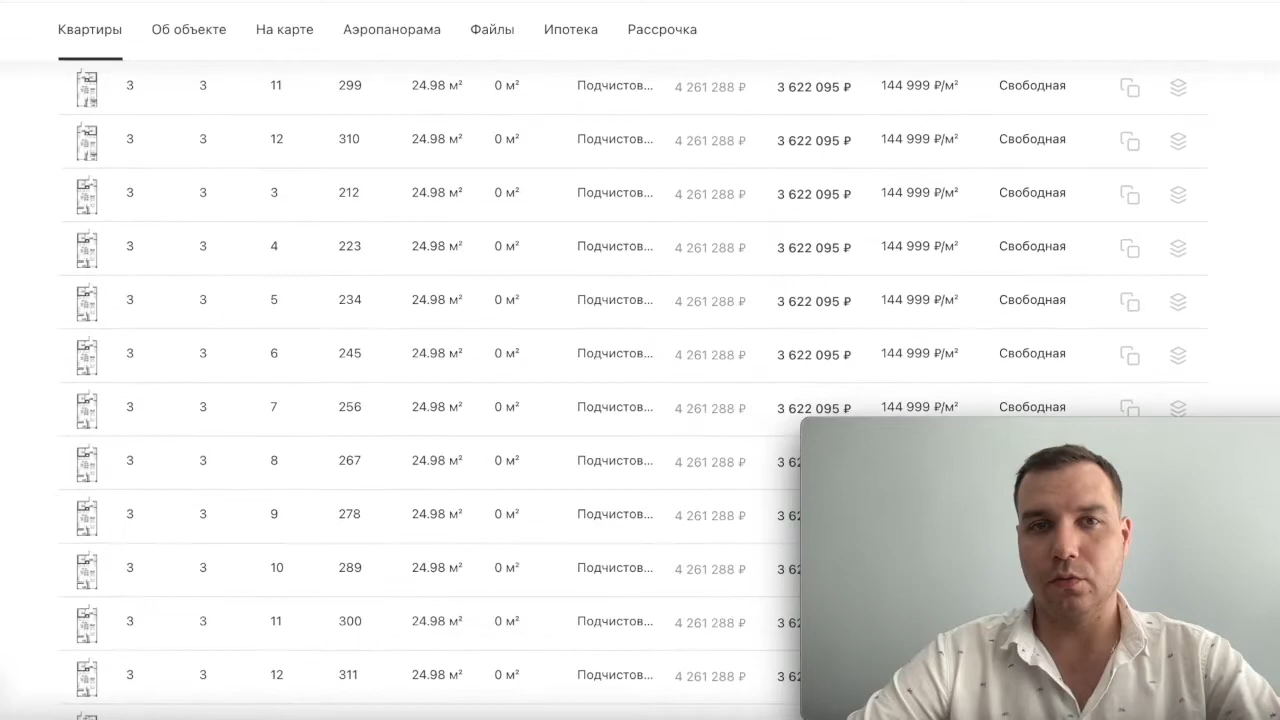 Квартиры Об объекте На карте Аэропанорама Файлы Ипотека Рассрочка
3 3 11 299 24.98 м² 0 м² Подчистов... 4 261 288 ₽ 3 622 095 ₽ 144 999 ₽/м² Свободная
3 3 12 310 24.98 м² 0 м² Подчистов... 4 261 288 ₽ 3 622 095 ₽ 144 999 ₽/м² Свободная
3 3 3 212 24.98 м² 0 м² Подчистов... 4 261 288 ₽ 3 622 095 ₽ 144 999 ₽/м² Свободная
3 3 4 223 24.98 м² 0 м² Подчистов... 4 261 288 ₽ 3 622 095 ₽ 144 999 ₽/м² Свободная
3 3 5 234 24.98 м² 0 м² Подчистов... 4 261 288 ₽ 3 622 095 ₽ 144 999 ₽/м² Свободная
3 3 6 245 24.98 м² 0 м² Подчистов... 4 261 288 ₽ 3 622 095 ₽ 144 999 ₽/м² Свободная
3 3 7 256 24.98 м² 0 м² Подчистов... 4 261 288 ₽ 3 622 095 ₽ 144 999 ₽/м² Свободная
3 3 8 267 24.98 м² 0 м² Подчистов... 4 261 288 ₽ 3 62
3 3 9 278 24.98 м² 0 м² Подчистов... 4 261 288 ₽ 3 62
3 3 10 289 24.98 м² 0 м² Подчистов... 4 261 288 ₽ 3 62
3 3 11 300 24.98 м² 0 м² Подчистов... 4 261 288 ₽ 3 62
3 3 12 311 24.98 м² 0 м² Подчистов... 4 261 288 ₽ 3 62